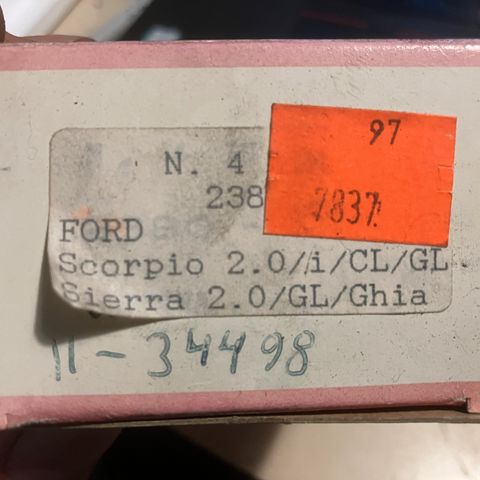 97
N. 4
238
7837
FORD
Scorpio 2.0/i/CL/GL
Sierra 2.0/GL/Ghia
11-34498